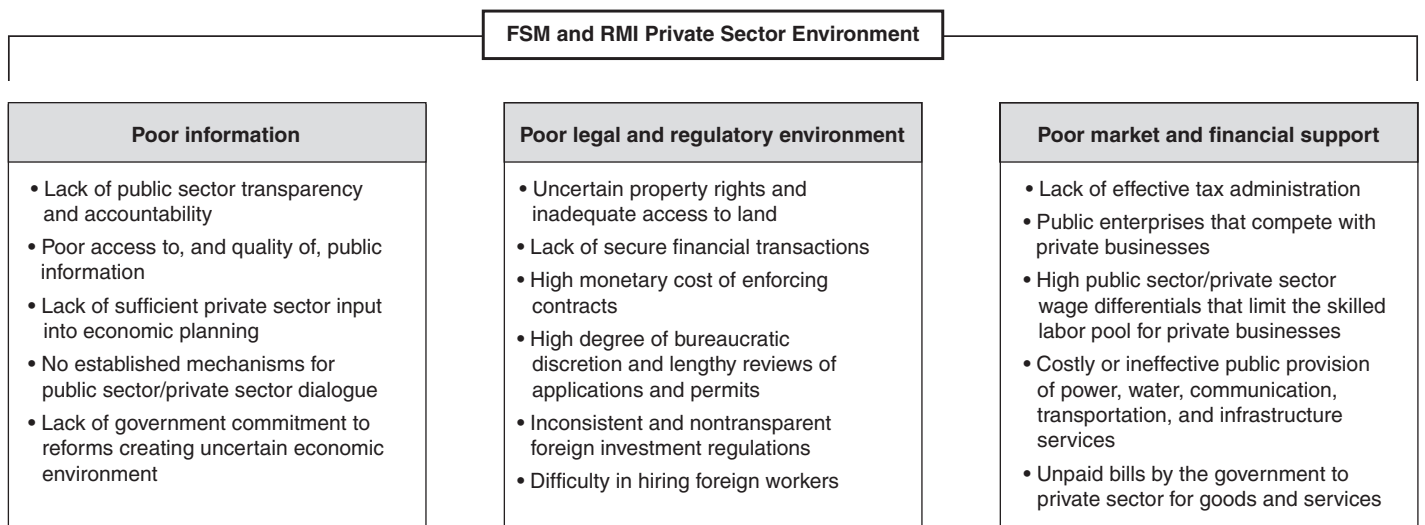 FSM and RMI Private Sector Environment
Poor information
• Lack of public sector transparency
and accountability
• Poor access to, and quality of, public
information
• Lack of sufficient private sector input
into economic planning
• No established mechanisms for
public sector/private sector dialogue
• Lack of government commitment to
reforms creating uncertain economic
environment
Poor legal and regulatory environment
• Uncertain property rights and
inadequate access to land
• Lack of secure financial transactions
• High monetary cost of enforcing
contracts
• High degree of bureaucratic
discretion and lengthy reviews of
applications and permits
• Inconsistent and nontransparent
foreign investment regulations
• Difficulty in hiring foreign workers
Poor market and financial support
• Lack of effective tax administration
• Public enterprises that compete with
private businesses
• High public sector/private sector
wage differentials that limit the skilled
labor pool for private businesses
• Costly or ineffective public provision
of power, water, communication,
transportation, and infrastructure
services
• Unpaid bills by the government to
private sector for goods and services